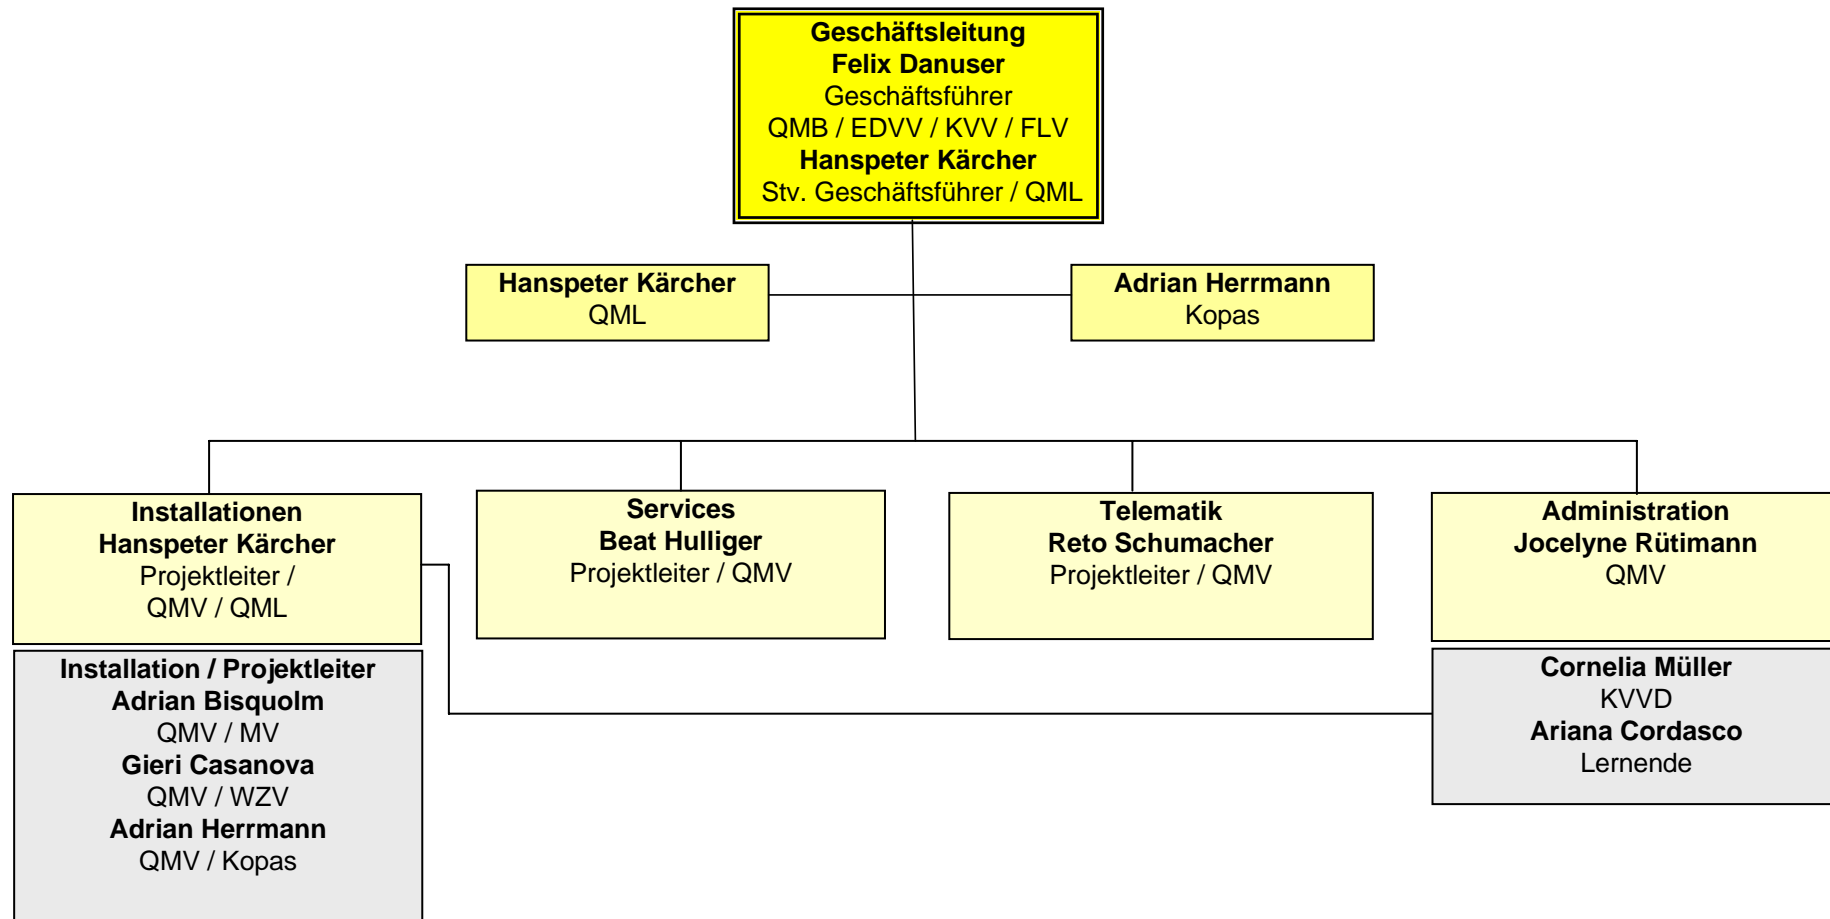 Geschäftsleitung
Felix Danuser
Geschäftsführer
QMB / EDVV / KVV / FLV
Hanspeter Kärcher
Stv. Geschäftsführer / QML
Hanspeter Kärcher
QML
Adrian Herrmann
Kopas
Installationen
Hanspeter Kärcher
Projektleiter /
QMV / QML
Services
Beat Hulliger
Projektleiter / QMV
Telematik
Reto Schumacher
Projektleiter / QMV
Administration
Jocelyne Rütimann
QMV
Installation / Projektleiter
Adrian Bisquolm
QMV / MV
Gieri Casanova
QMV / WZV
Adrian Herrmann
QMV / Kopas
Cornelia Müller
KVVD
Ariana Cordasco
Lernende